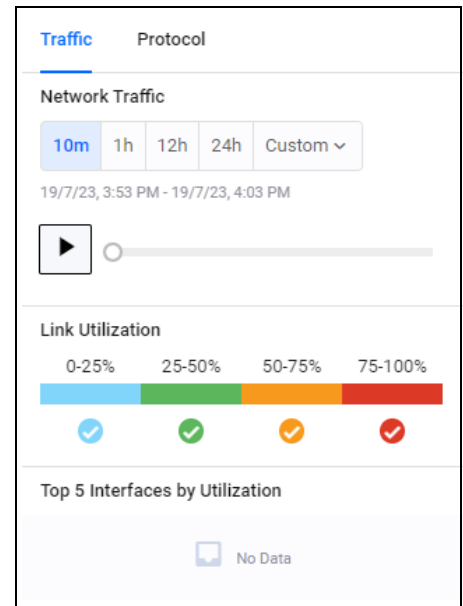 Traffic Protocol
Network Traffic
10m 1h 12h 24h Custom
19/7/23, 3:53 PM - 19/7/23, 4:03 PM
Link Utilization
0-25% 25-50% 50-75% 75-100%
Top 5 Interfaces by Utilization
No Data